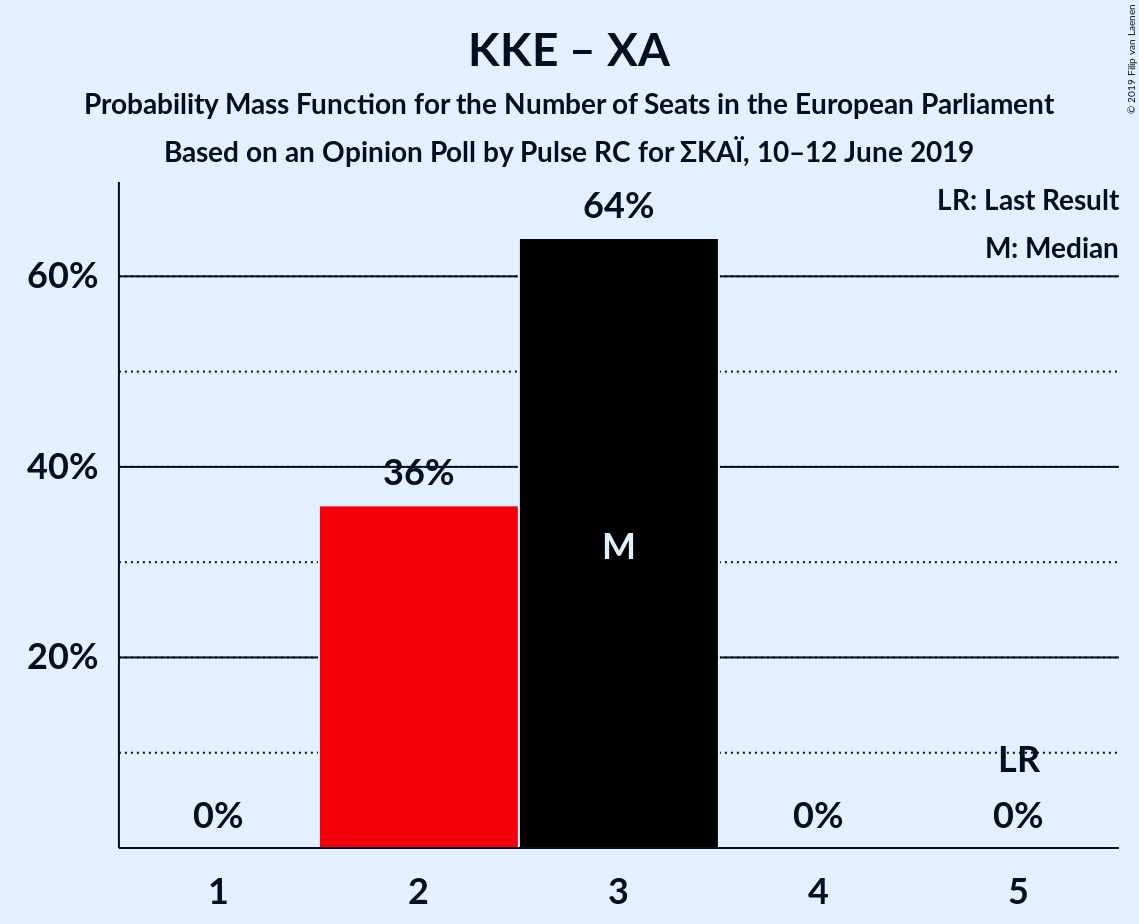 KKE – XA
Probability Mass Function for the Number of Seats in the European Parliament
Based on an Opinion Poll by Pulse RC for ΣΚΑΪ, 10–12 June 2019
© 2019 Filip van Laenen
LR: Last Result
M: Median
64%
60%
40%
36%
M
20%
LR
0%
0%
0%
1
2
3
4
5